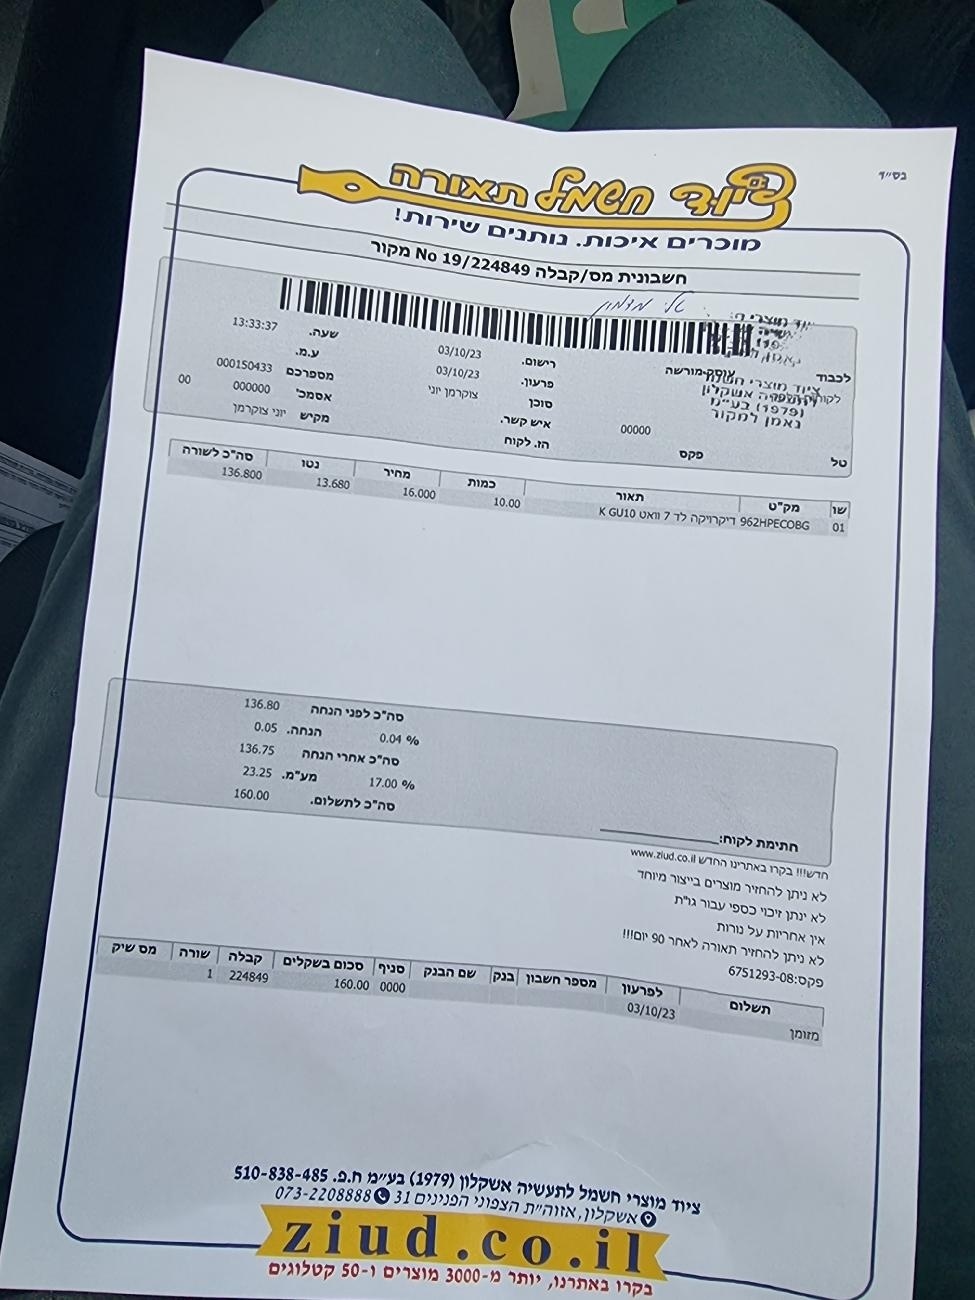 בס״ד
ציוד חשמל תאורה
מוכרים איכות. נותנים שירות!
חשבונית מס/קבלה No 19/224849 מקור
לכבוד
עוסק מורשה
רישום. 03/10/23
שעה. 13:33:37
פרעון. 03/10/23
ע.מ.
סוכן צוקרמן יוני
מספרכם 000150433
איש קשר.
אסמכ' 000000 00
הז. לקוח
מקיש יוני צוקרמן
ציוד מוצרי חשמל
לתעשיה אשקלון
(1979) בע״מ
נאמן למקור
טל
פקס 00000
שו מק"ט תאור כמות מחיר נטו סה"כ לשורה
01 962HPECOBG דיקרויקה לד 7 וואט K GU10 10.00 16.000 13.680 136.800
סה"כ לפני הנחה 136.80
% 0.04 הנחה. 0.05
סה"כ אחרי הנחה 136.75
% 17.00 מע"מ. 23.25
סה"כ לתשלום. 160.00
חתימת לקוח:
חדש!!! בקרו באתרינו החדש www.ziud.co.il
לא ניתן להחזיר מוצרים בייצור מיוחד
לא ינתן זיכוי כספי עבור גו"ת
אין אחריות על נורות
לא ניתן להחזיר תאורה לאחר 90 יום!!!
פקס:08-6751293
תשלום לפרעון מספר חשבון בנק שם הבנק סניף סכום בשקלים קבלה שורה מס שיק
מזומן 03/10/23 0000 160.00 224849 1
ציוד מוצרי חשמל לתעשיה אשקלון (1979) בע״מ ח.פ. 510-838-485
אשקלון, אזוה״ת הצפוני הפנינים 31 073-2208888
ziud.co.il
בקרו באתרנו, יותר מ-3000 מוצרים ו-50 קטלוגים